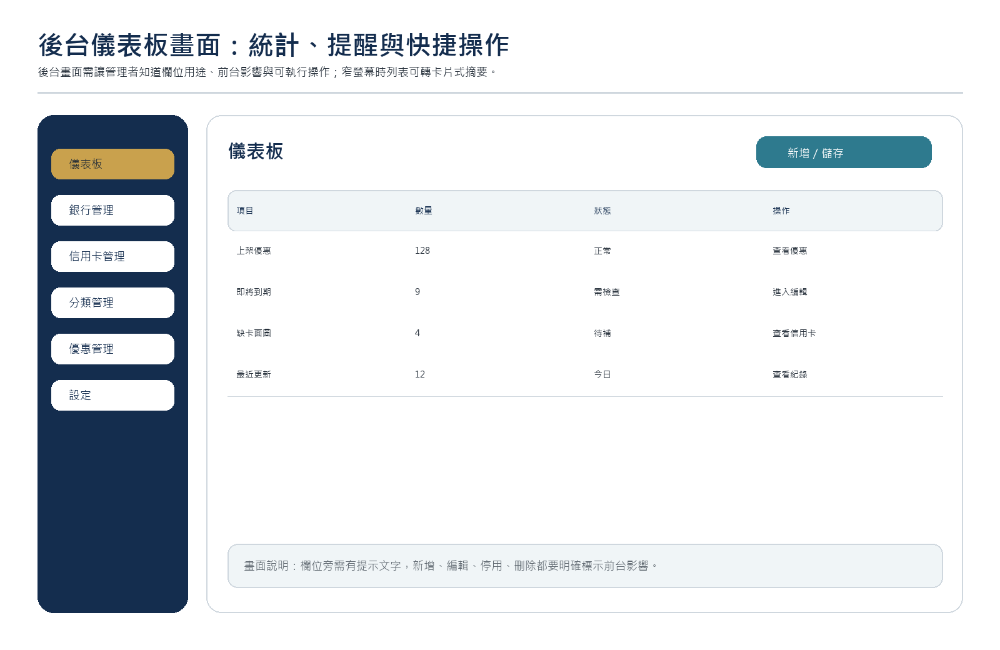 後台儀表板畫面：統計、提醒與快捷操作
後台畫面需讓管理者知道欄位用途、前台影響與可執行操作；窄螢幕時列表可轉卡片式摘要。
儀表板
銀行管理
信用卡管理
分類管理
優惠管理
設定
儀表板
新增 / 儲存
項目 數量 狀態 操作
上架優惠 128 正常 查看優惠
即將到期 9 需檢查 進入編輯
缺卡面圖 4 待補 查看信用卡
最近更新 12 今日 查看紀錄
畫面說明：欄位旁需有提示文字，新增、編輯、停用、刪除都要明確標示前台影響。